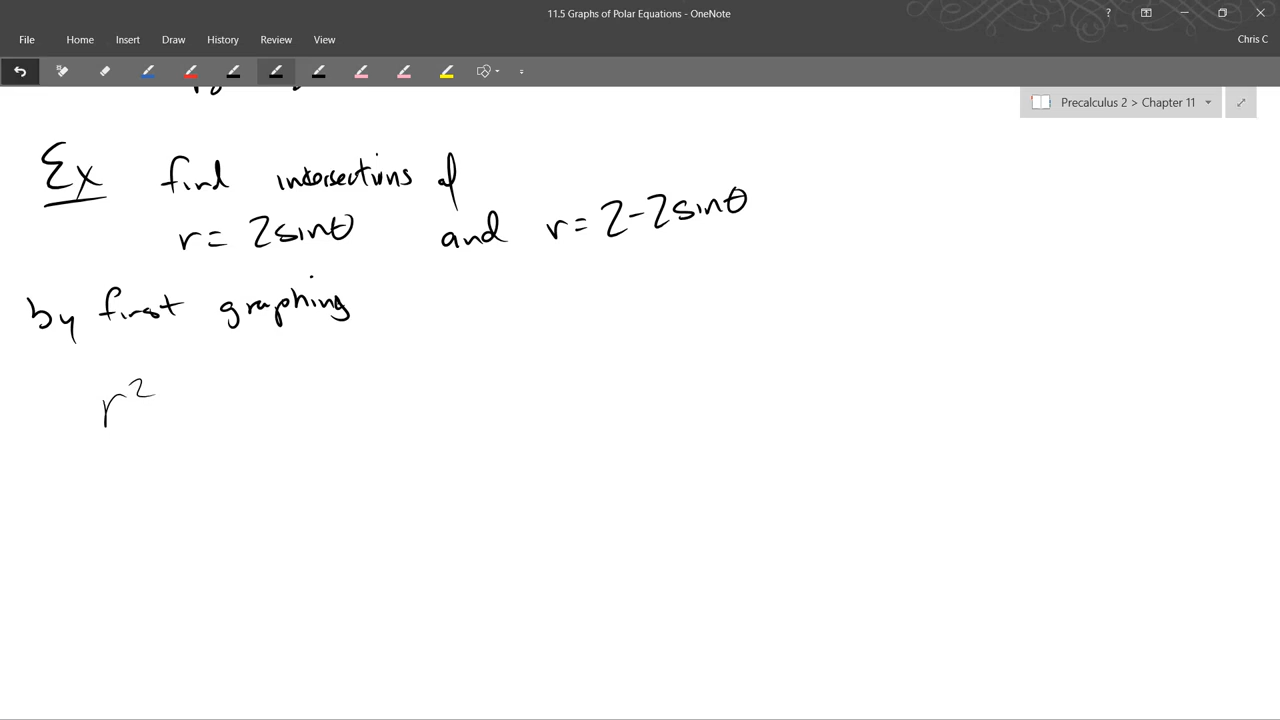 11.5 Graphs of Polar Equations - OneNote
?
File Home Insert Draw History Review View Chris C
Precalculus 2 > Chapter 11
Ex find intersections of
r = 2sinθ and r = 2-2sinθ
by first graphing
r²